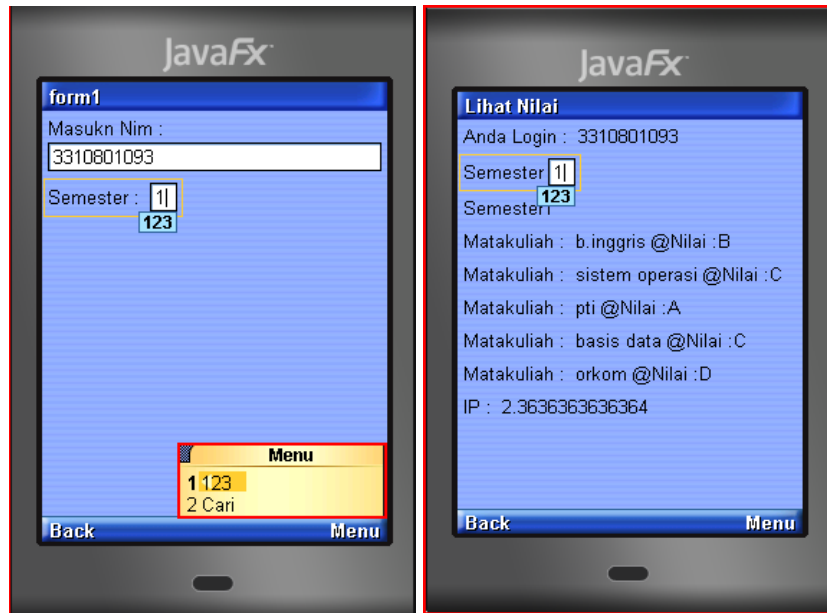 JavaFx
form1
Masukn Nim :
3310801093
Semester : 1
123
Menu
1 123
2 Cari
Back Menu
JavaFx
Lihat Nilai
Anda Login : 3310801093
Semester 1
123
Semester1
Matakuliah : b.inggris @Nilai :B
Matakuliah : sistem operasi @Nilai :C
Matakuliah : pti @Nilai :A
Matakuliah : basis data @Nilai :C
Matakuliah : orkom @Nilai :D
IP : 2.3636363636364
Back Menu